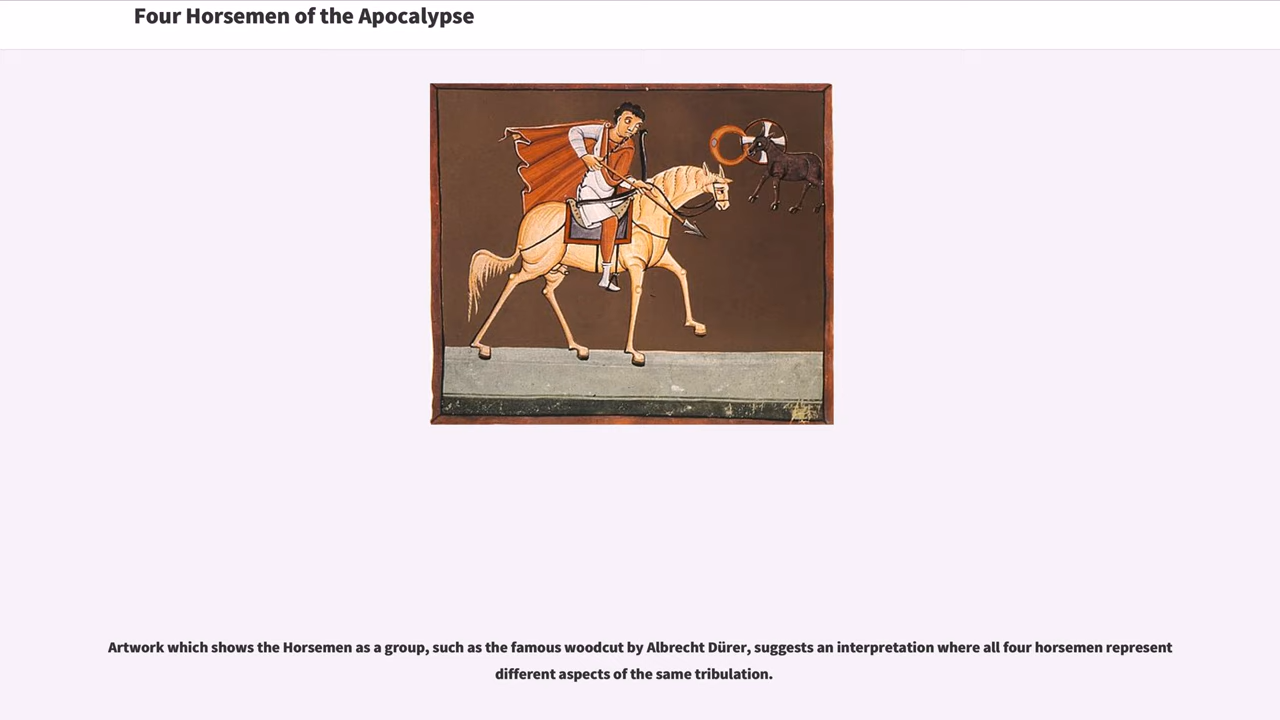 Four Horsemen of the Apocalypse
Artwork which shows the Horsemen as a group, such as the famous woodcut by Albrecht Dürer, suggests an interpretation where all four horsemen represent
different aspects of the same tribulation.